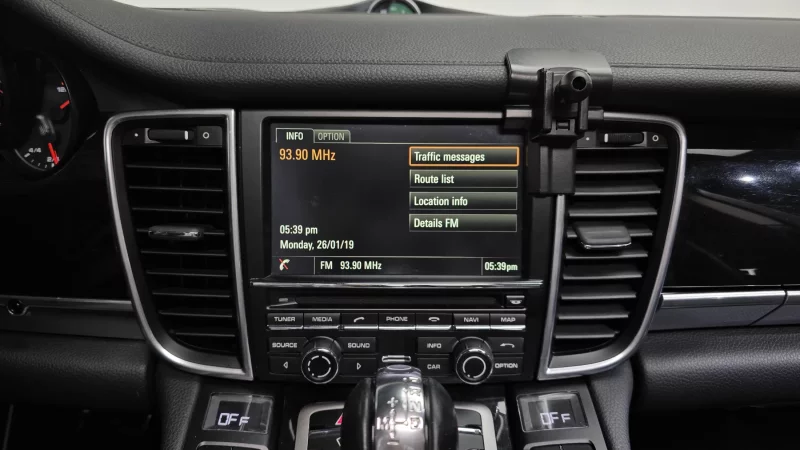 INFO OPTION
93.90 MHz
Traffic messages
Route list
Location info
Details FM
05:39 pm
Monday, 26/01/19
FM 93.90 MHz 05:39pm
TUNER MEDIA PHONE NAVI MAP
SOURCE SOUND INFO
CAR OPTION
OFF OFF